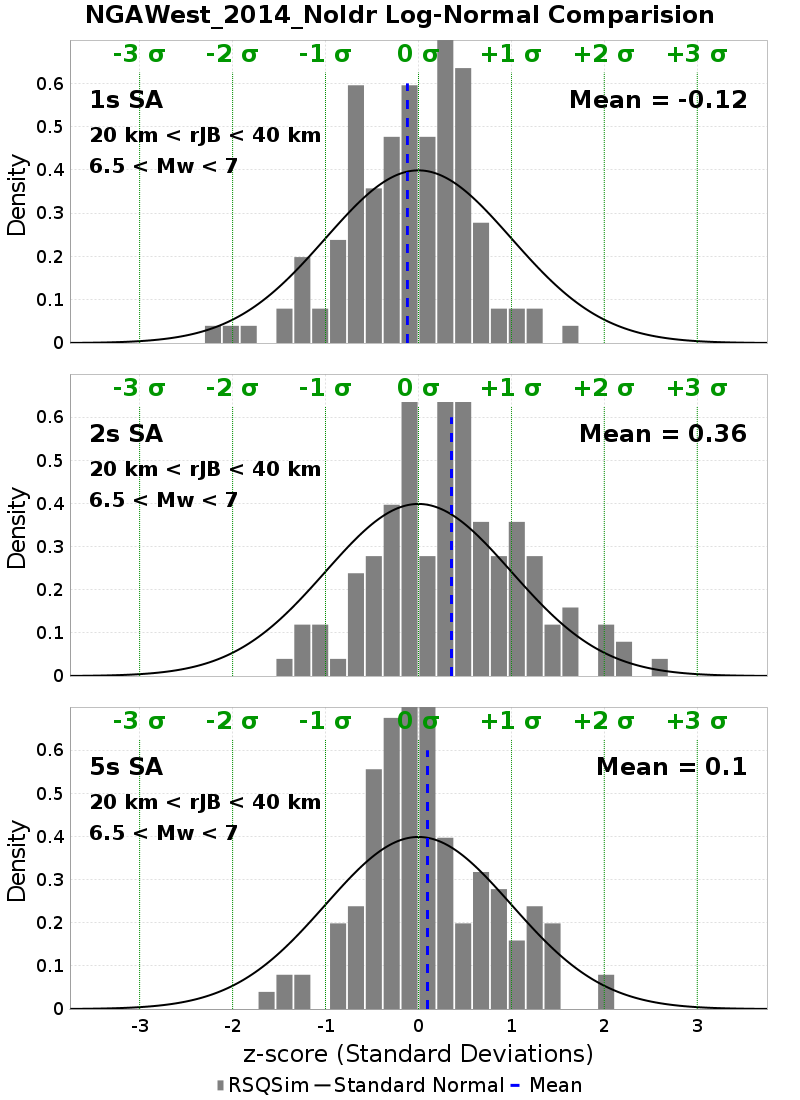 NGAWest_2014_NoIdr Log-Normal Comparision
-3 σ -2 σ -1 σ 0 σ +1 σ +2 σ +3 σ
1s SA Mean = -0.12
20 km < rJB < 40 km
6.5 < Mw < 7
0.6
0.5
0.4
0.3
0.2
0.1
0
Density
-3 σ -2 σ -1 σ 0 σ +1 σ +2 σ +3 σ
2s SA Mean = 0.36
20 km < rJB < 40 km
6.5 < Mw < 7
0.6
0.5
0.4
0.3
0.2
0.1
0
Density
-3 σ -2 σ -1 σ 0 σ +1 σ +2 σ +3 σ
5s SA Mean = 0.1
20 km < rJB < 40 km
6.5 < Mw < 7
0.6
0.5
0.4
0.3
0.2
0.1
0
Density
-3 -2 -1 0 1 2 3
z-score (Standard Deviations)
RSQSim Standard Normal Mean